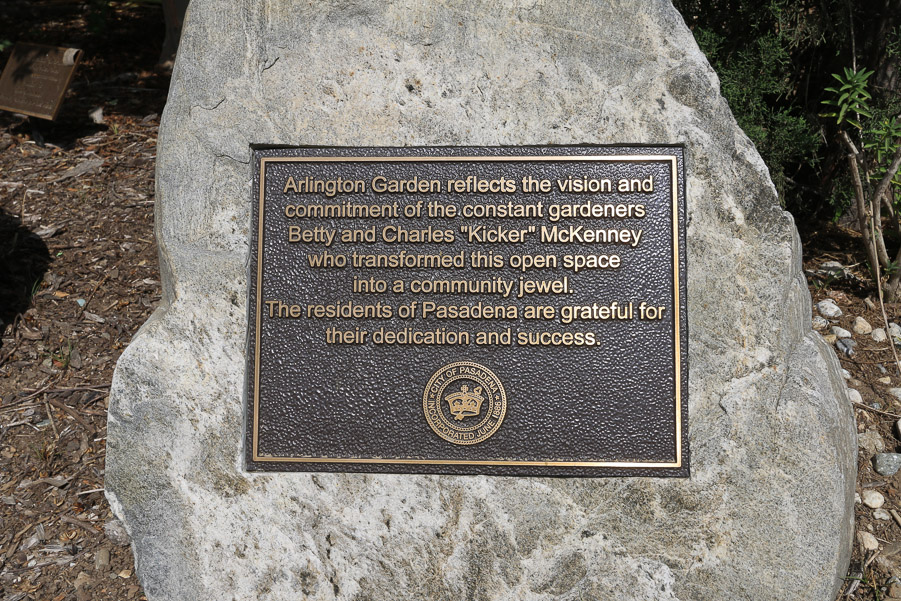 Arlington Garden reflects the vision and
commitment of the constant gardeners
Betty and Charles "Kicker" McKenney
who transformed this open space
into a community jewel.
The residents of Pasadena are grateful for
their dedication and success.
CITY OF PASADENA
INCORPORATED JUNE 1886